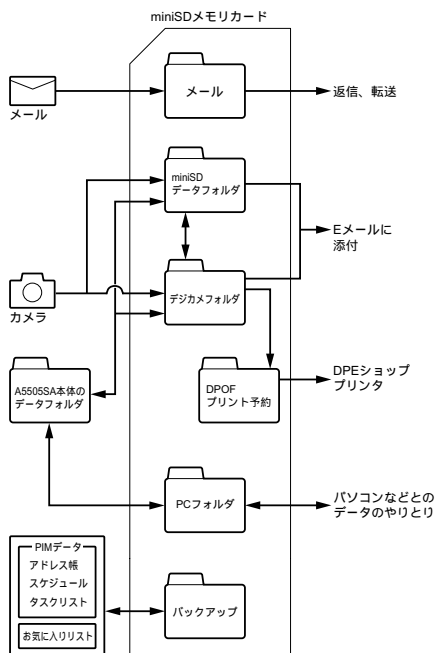 miniSDメモリカード
メール
メール
返信、転送
miniSD
データフォルダ
Eメールに
添付
カメラ
デジカメフォルダ
A5505SA本体の
データフォルダ
DPOF
プリント予約
DPEショップ
プリンタ
PCフォルダ
パソコンなどとの
データのやりとり
PIMデータ
アドレス帳
スケジュール
タスクリスト
お気に入りリスト
バックアップ